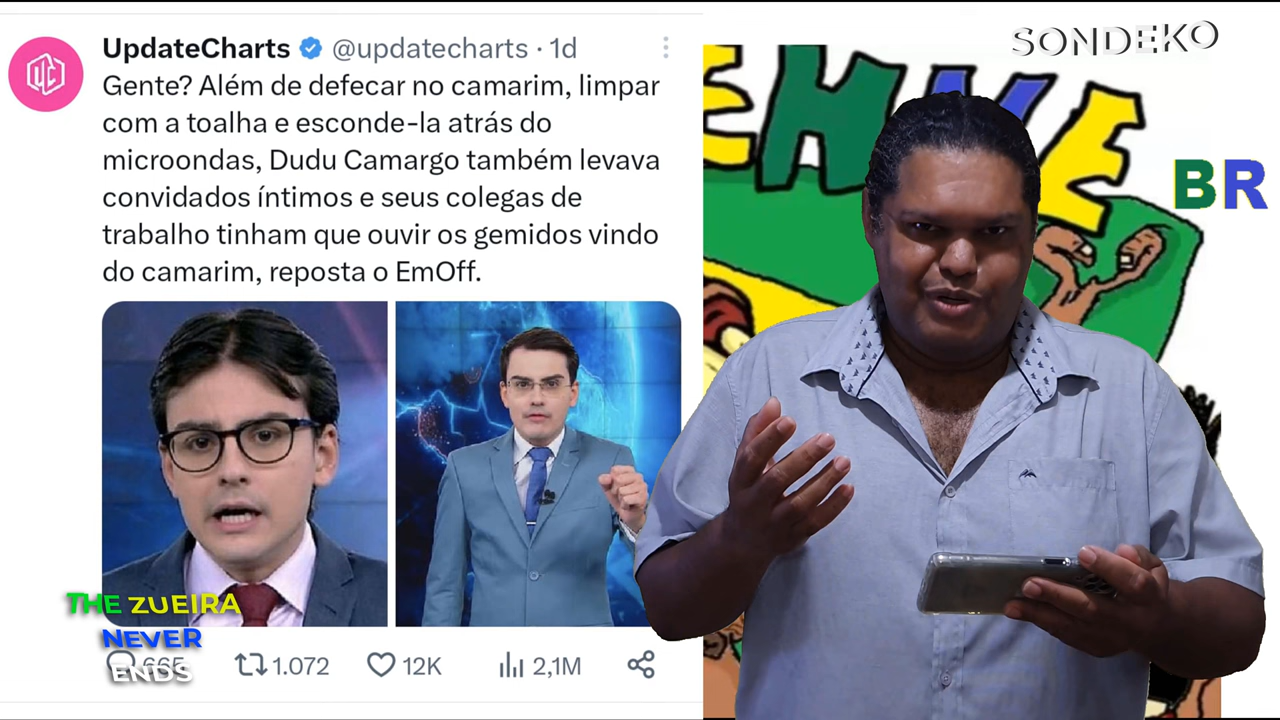 UpdateCharts @updatecharts · 1d
Gente? Além de defecar no camarim, limpar
com a toalha e esconde-la atrás do
microondas, Dudu Camargo também levava
convidados íntimos e seus colegas de
trabalho tinham que ouvir os gemidos vindo
do camarim, reposta o EmOff.
THE ZUEIRA
NEVER
ENDS
665 1.072 12K 2,1M
SONDEKO
BR